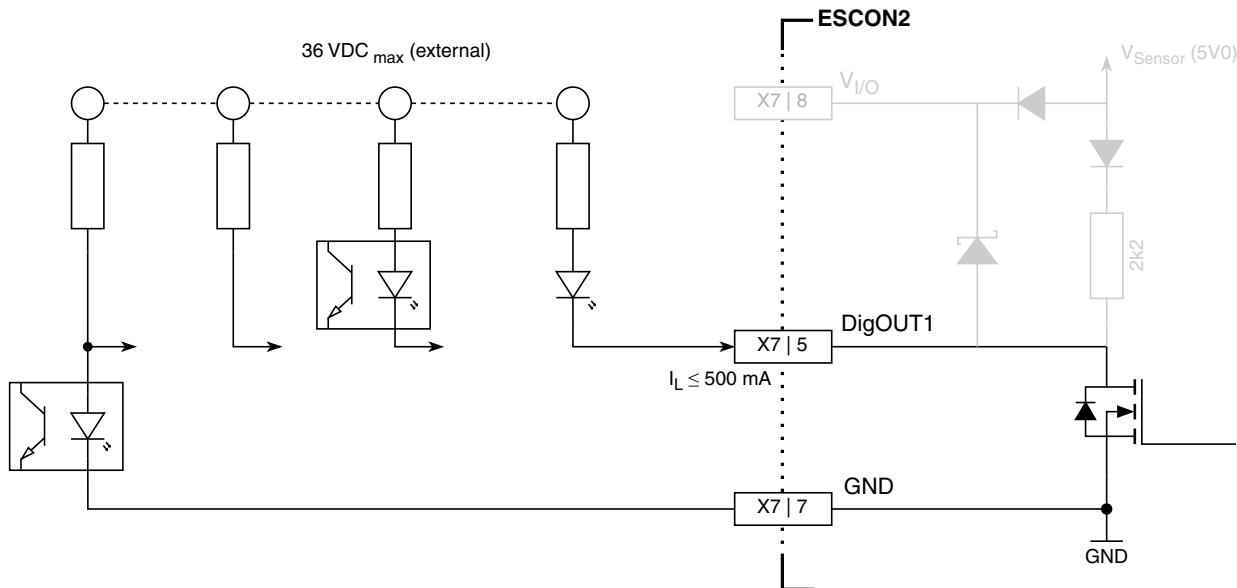 ESCON2
36 VDC max (external)
VSensor (5V0)
VI/O
X7 | 8
2k2
DigOUT1
X7 | 5
IL ≤ 500 mA
GND
X7 | 7
GND